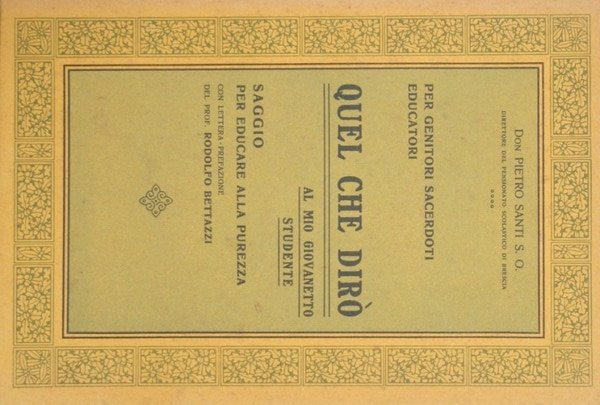 DON PIETRO SANTI S. O.
DIRETTORE DEL PENSIONATO SCOLASTICO DI BRESCIA
PER GENITORI SACERDOTI
EDUCATORI
QUEL CHE DIRÒ
AL MIO GIOVANETTO
STUDENTE
SAGGIO
PER EDUCARE ALLA PUREZZA
CON LETTERA-PREFAZIONE
DEL PROF. RODOLFO BETTAZZI